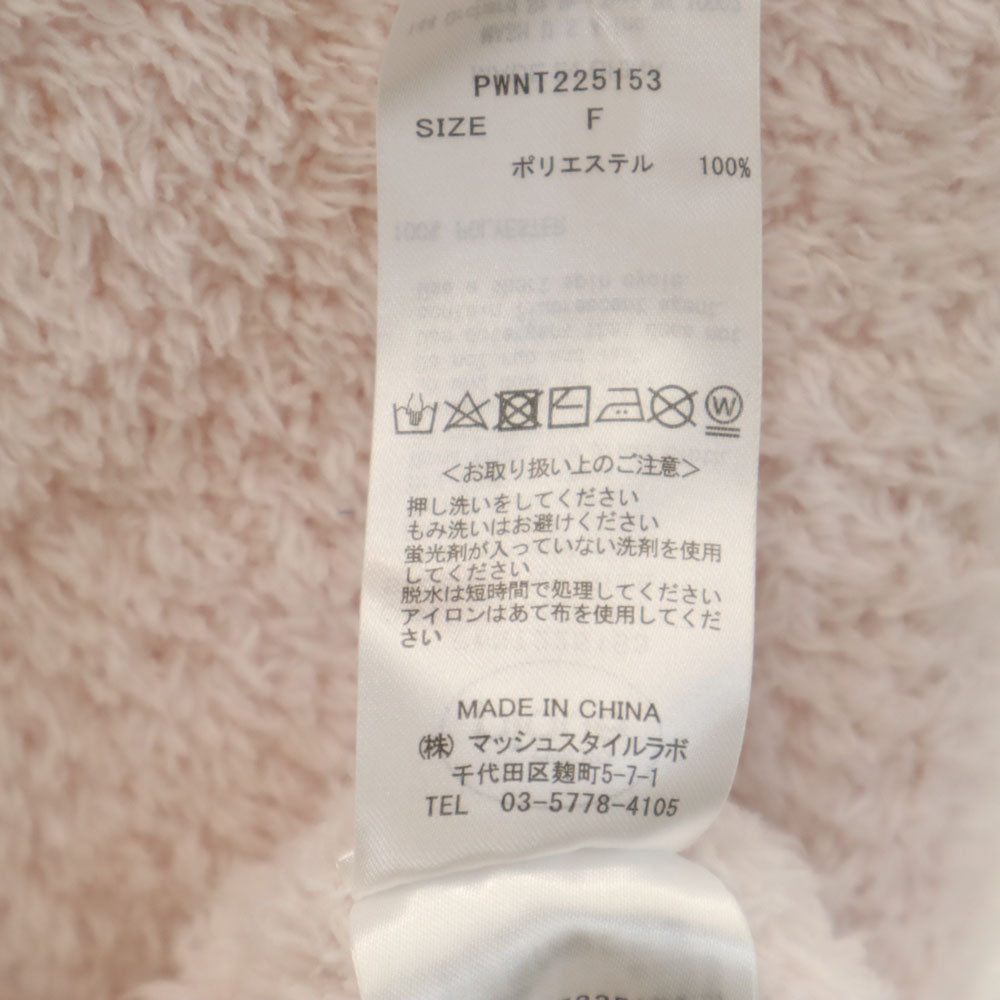 PWNT225153
SIZE F
ポリエステル 100%
100% POLYESTER
Use a short spin cycle.
W
<お取り扱い上のご注意>
押し洗いをしてください
もみ洗いはお避けください
蛍光剤が入っていない洗剤を使用
してください
脱水は短時間で処理してください
アイロンはあて布を使用してくだ
さい
MADE IN CHINA
(株) マッシュスタイルラボ
千代田区麹町5-7-1
TEL 03-5778-4105